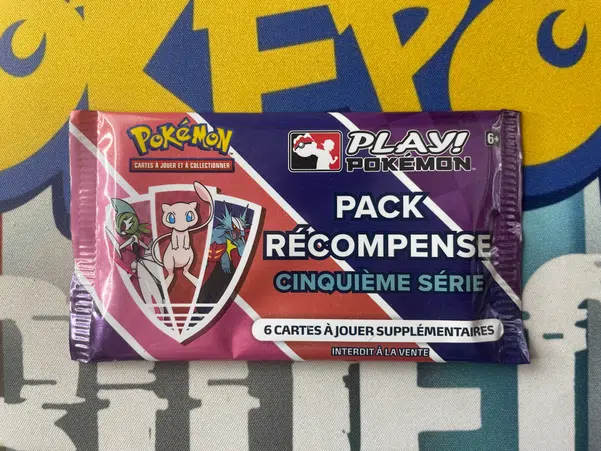 POKÉMON
CARTES À JOUER ET À COLLECTIONNER
PLAY!
POKÉMON
6+
PACK
RÉCOMPENSE
CINQUIÈME SÉRIE
6 CARTES À JOUER SUPPLÉMENTAIRES
INTERDIT À LA VENTE